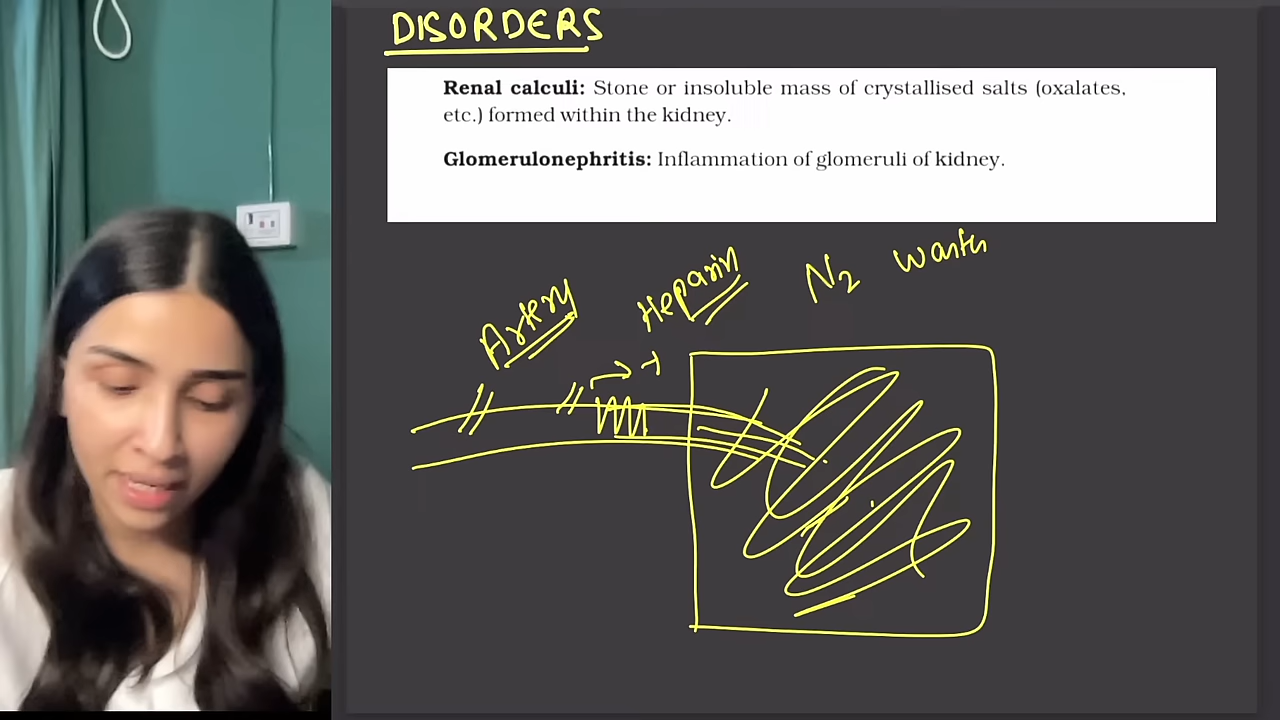 DISORDERS
Renal calculi: Stone or insoluble mass of crystallised salts (oxalates,
etc.) formed within the kidney.
Glomerulonephritis: Inflammation of glomeruli of kidney.
Artery
Heparin
N2